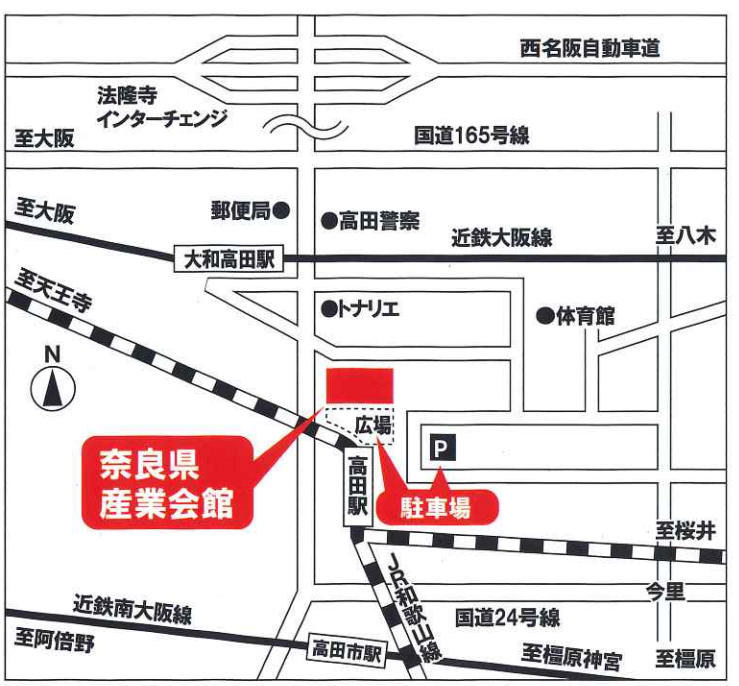 西名阪自動車道
法隆寺
インターチェンジ
至大阪
国道165号線
至大阪
郵便局
高田警察
近鉄大阪線
至八木
大和高田駅
至天王寺
トナリエ
体育館
N
広場
P
奈良県
産業会館
高田駅
駐車場
至桜井
JR和歌山線
今里
近鉄南大阪線
国道24号線
至阿倍野
高田市駅
至橿原神宮
至橿原